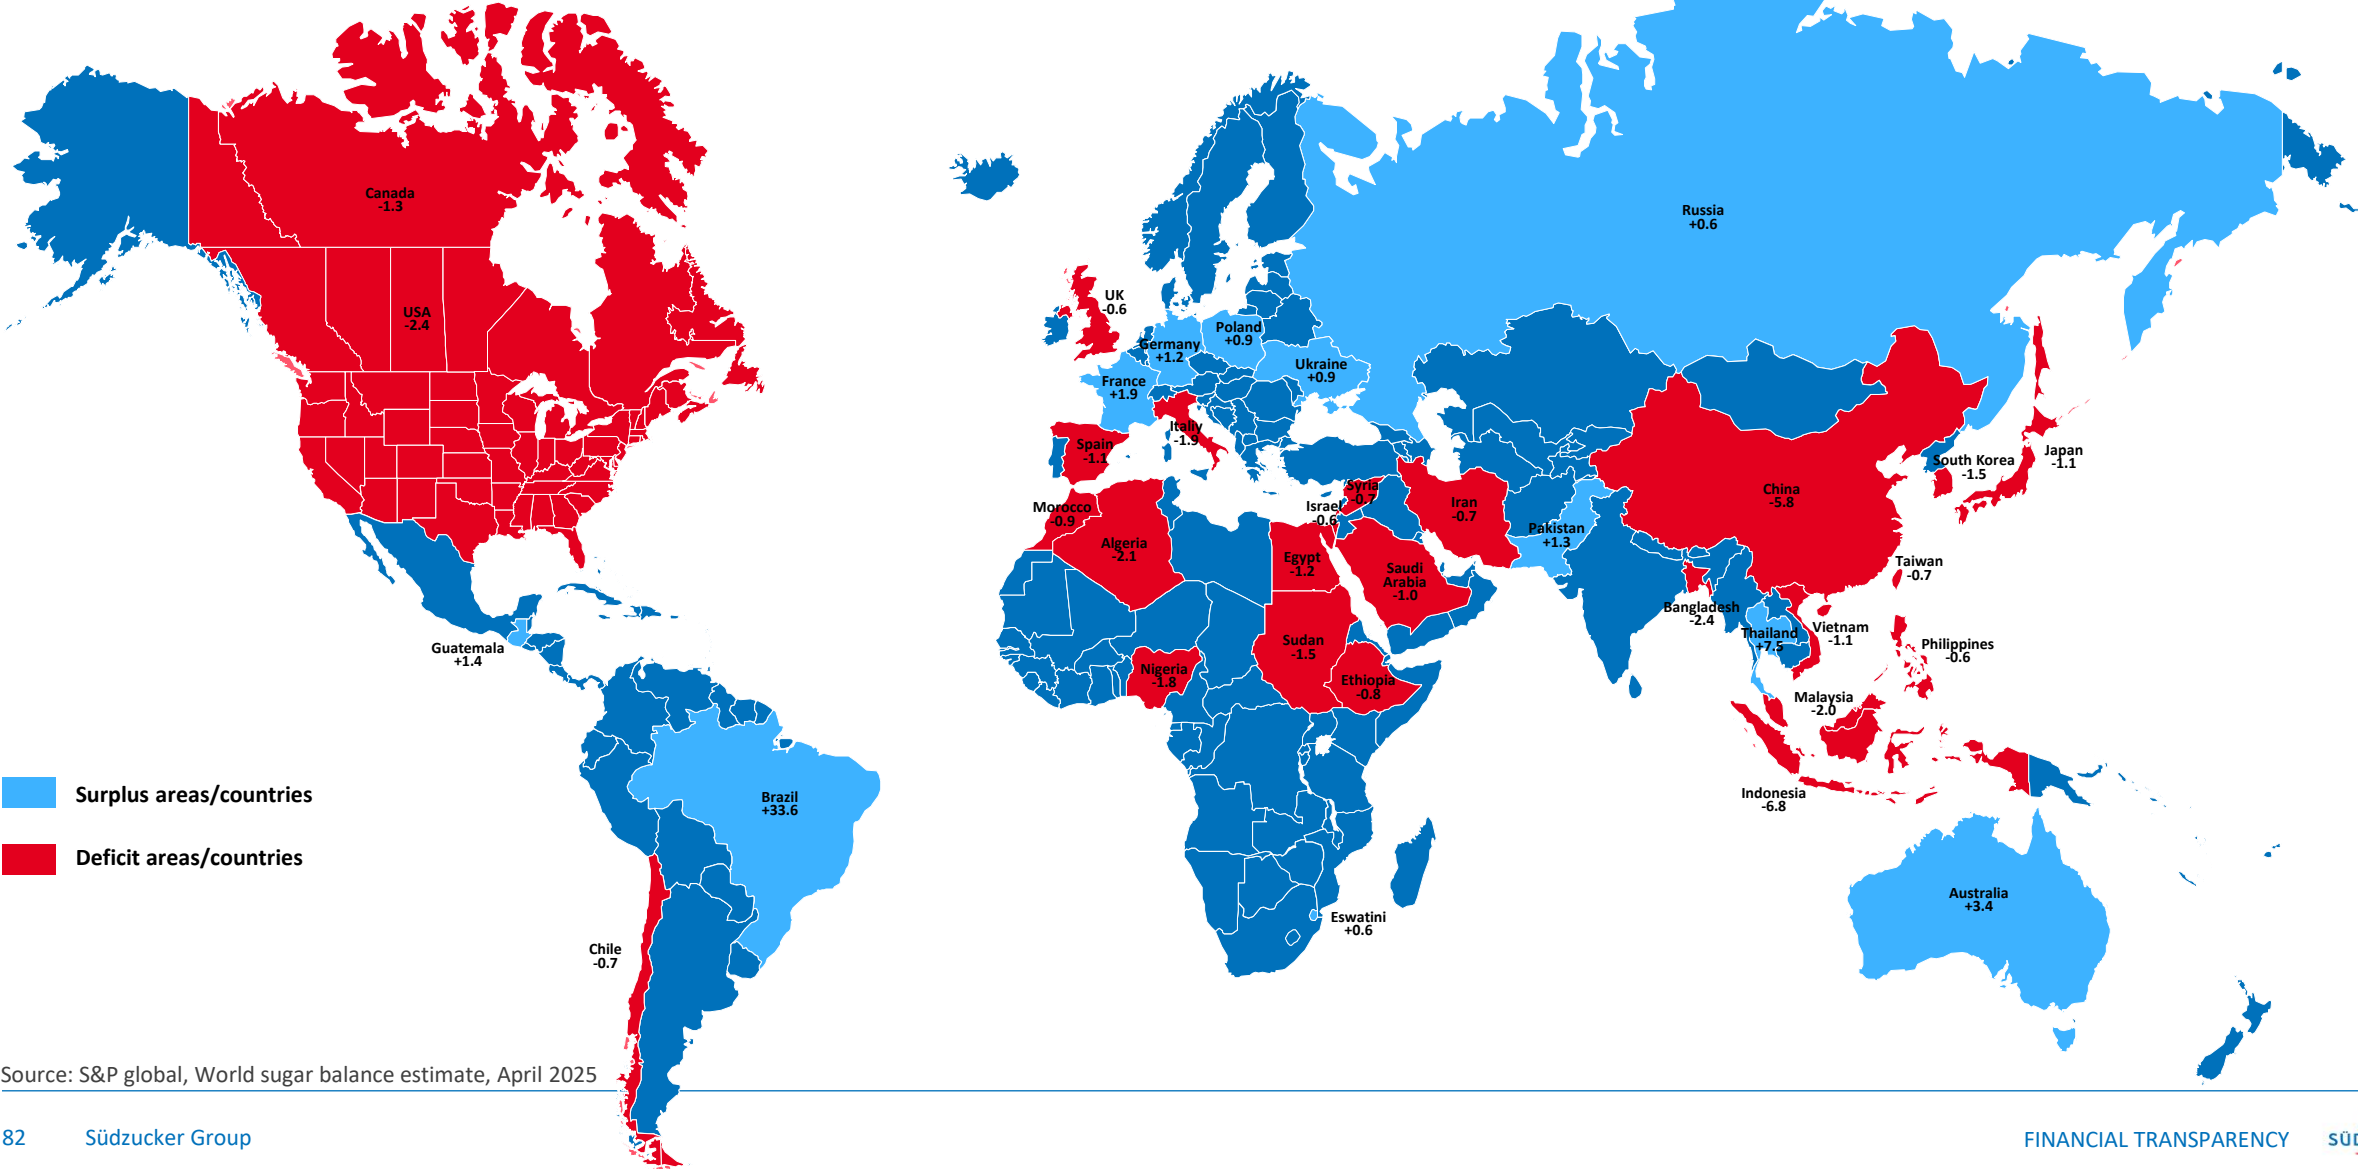 Canada
-1.3
USA
-2.4
Guatemala
+1.4
Brazil
+33.6
Chile
-0.7
UK
-0.6
Poland
+0.9
Germany
+1.2
Ukraine
+0.9
France
+1.9
Italiy
-1.9
Spain
-1.1
Morocco
-0.9
Algeria
-2.1
Egypt
-1.2
Israel
-0.6
Syria
-0.7
Iran
-0.7
Saudi
Arabia
-1.0
Sudan
-1.5
Ethiopia
-0.8
Nigeria
-1.8
Eswatini
+0.6
Russia
+0.6
Pakistan
+1.3
China
-5.8
South Korea
-1.5
Japan
-1.1
Taiwan
-0.7
Bangladesh
-2.4
Thailand
+7.5
Vietnam
-1.1
Philippines
-0.6
Malaysia
-2.0
Indonesia
-6.8
Australia
+3.4
Surplus areas/countries
Deficit areas/countries
Source: S&P global, World sugar balance estimate, April 2025
82 Südzucker Group
FINANCIAL TRANSPARENCY